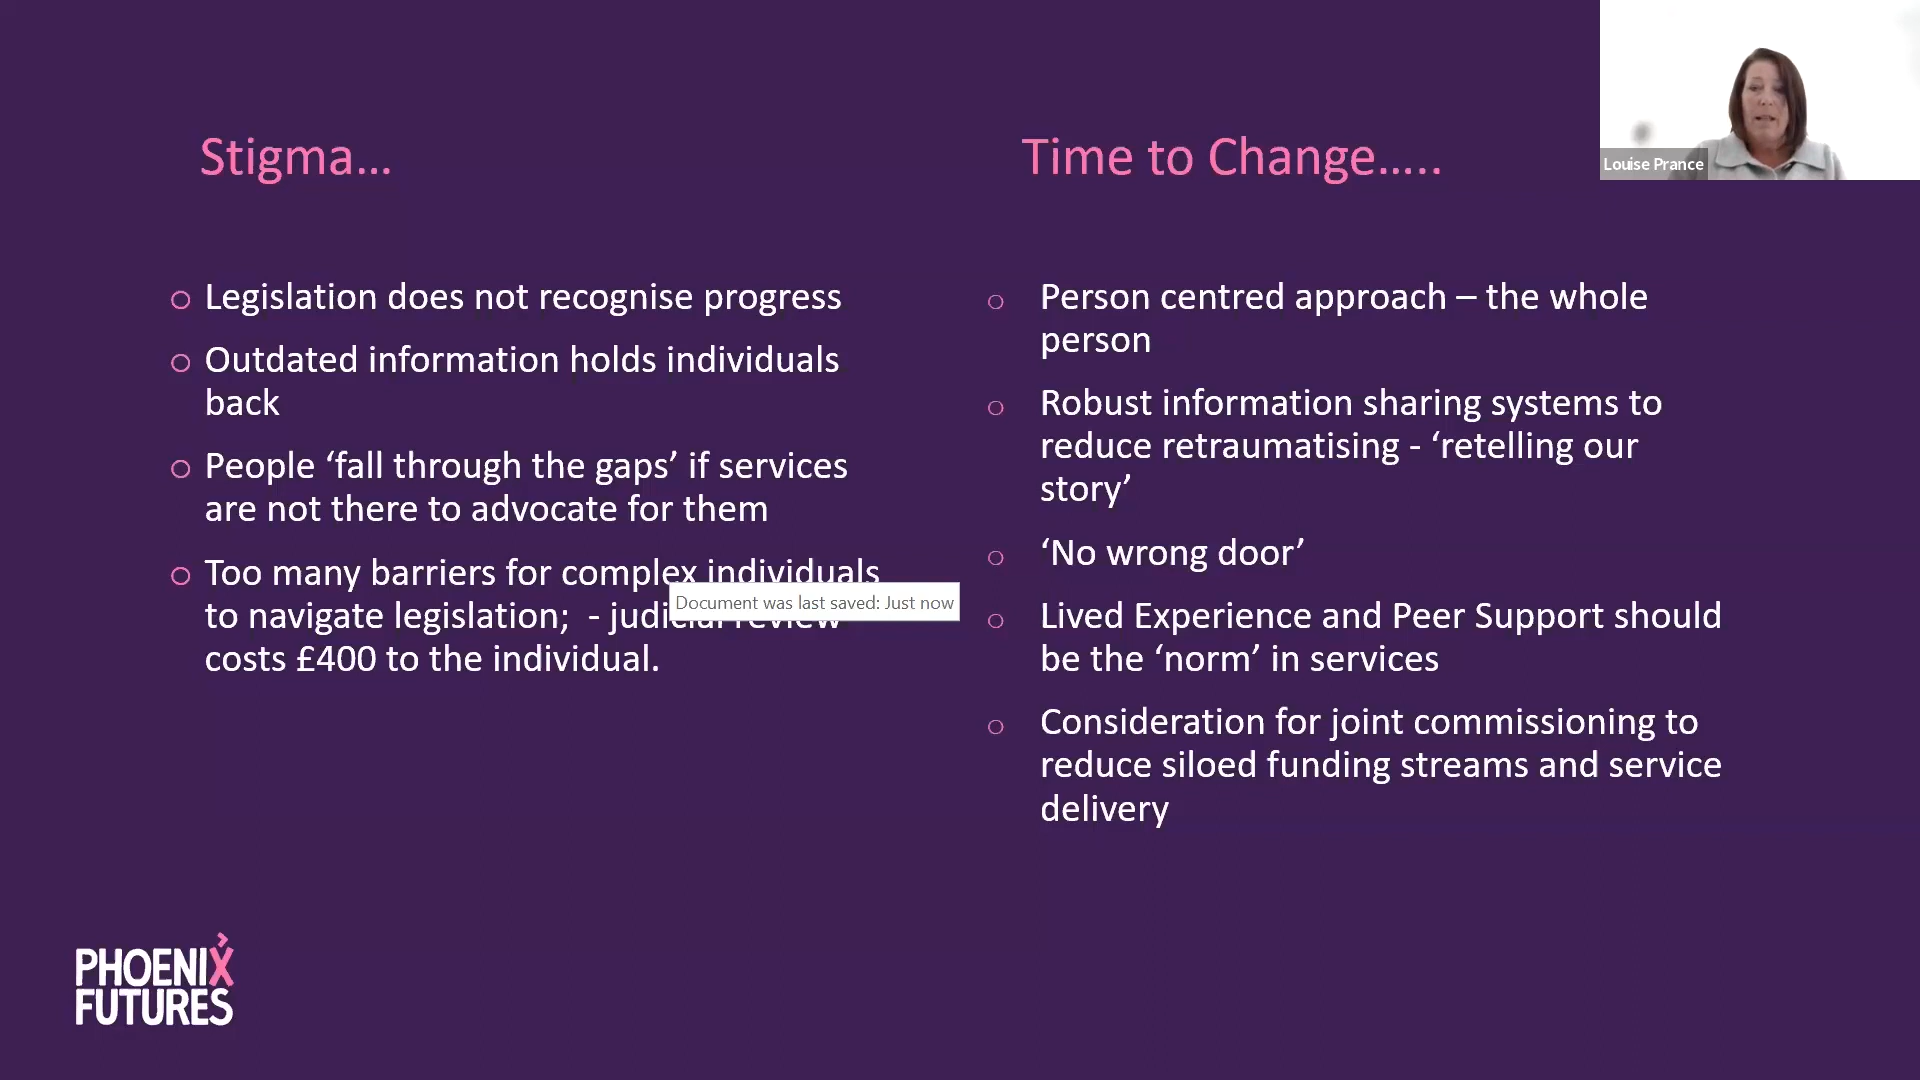 Stigma...
Legislation does not recognise progress
Outdated information holds individuals
back
People ‘fall through the gaps’ if services
are not there to advocate for them
Too many barriers for complex individuals
to navigate legislation;  - judicial review
costs £400 to the individual.
Document was last saved: Just now
Time to Change.....
Person centred approach – the whole
person
Robust information sharing systems to
reduce retraumatising - ‘retelling our
story’
‘No wrong door’
Lived Experience and Peer Support should
be the ‘norm’ in services
Consideration for joint commissioning to
reduce siloed funding streams and service
delivery
Louise Prance
PHOENIX
FUTURES